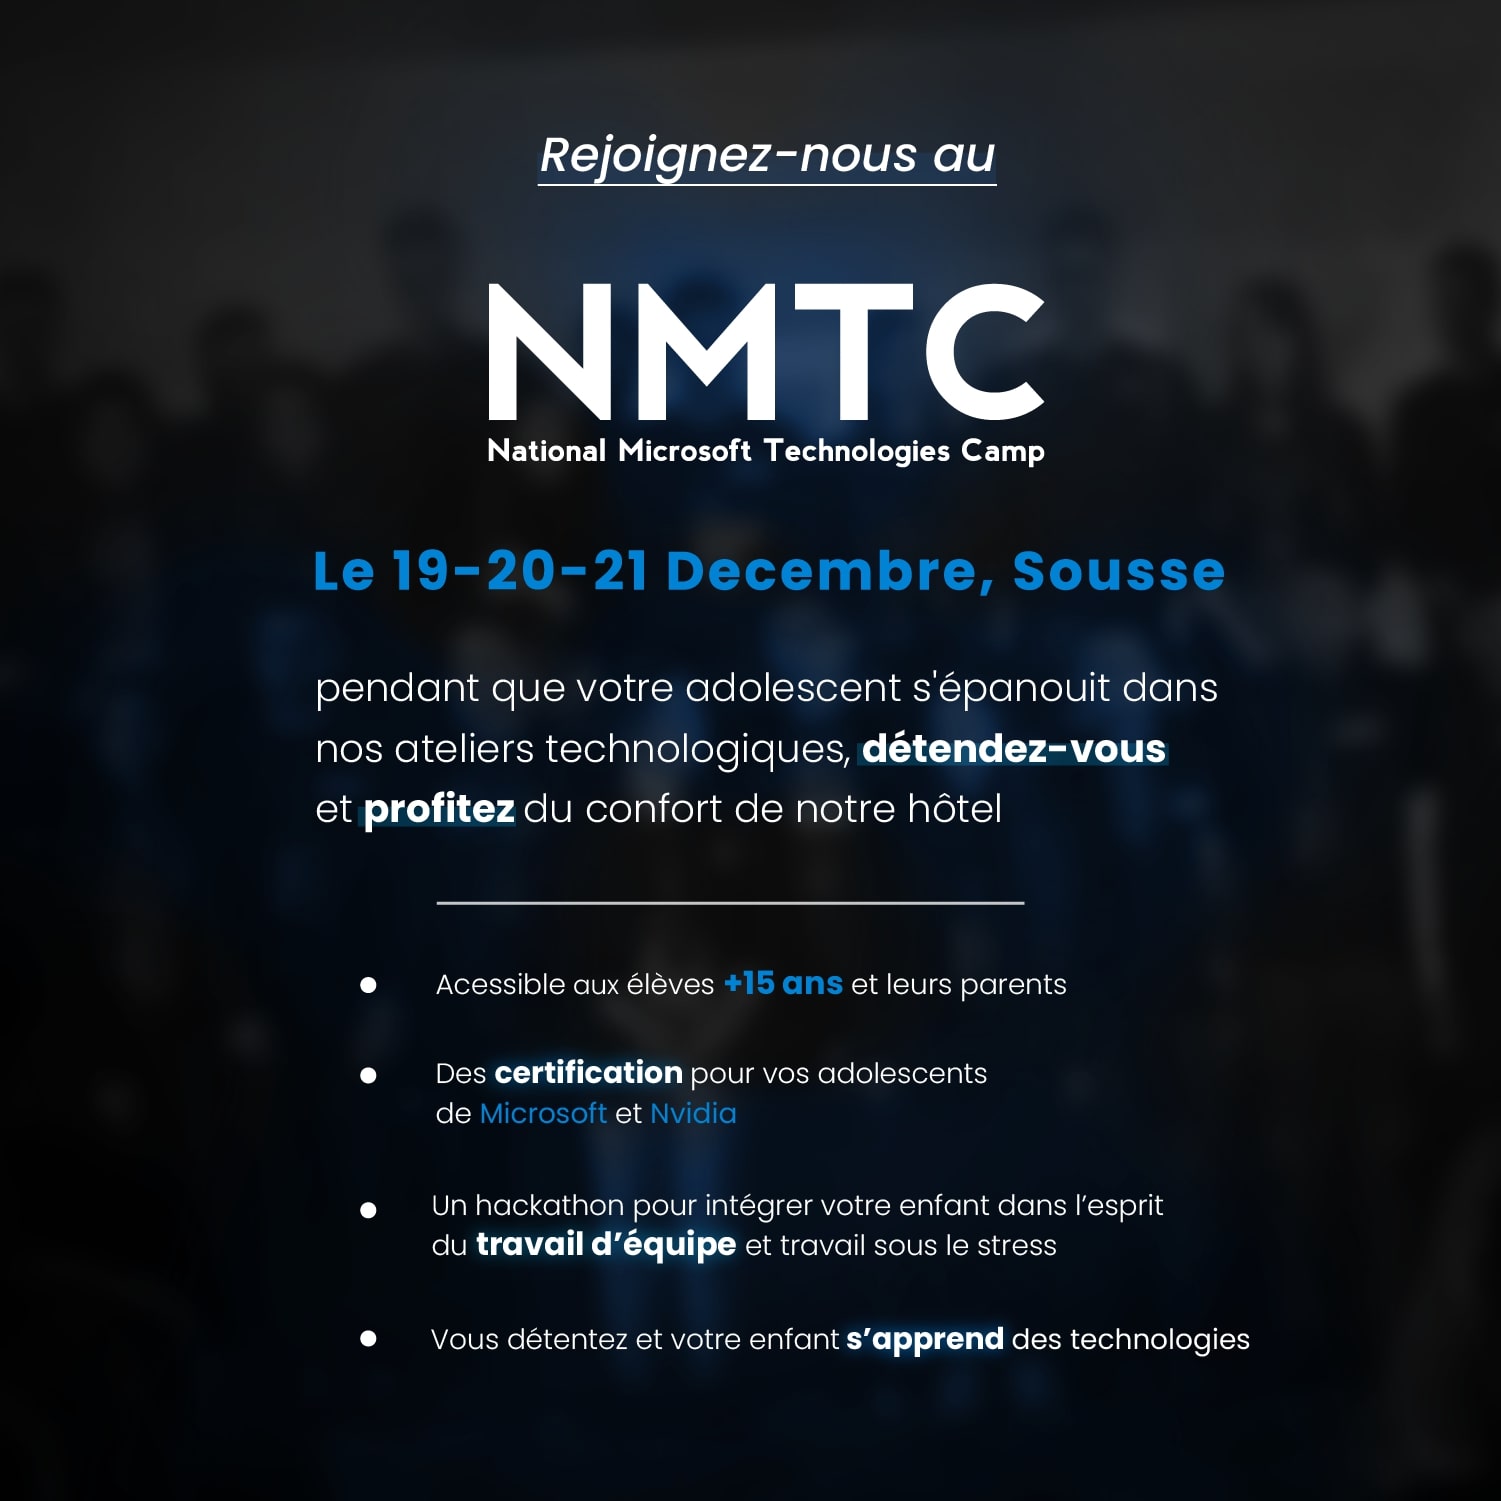 Rejoignez-nous au
NMTC
National Microsoft Technologies Camp
Le 19-20-21 Decembre, Sousse
pendant que votre adolescent s'épanouit dans
nos ateliers technologiques, détendez-vous
et profitez du confort de notre hôtel
Acessible aux élèves +15 ans et leurs parents
Des certification pour vos adolescents
de Microsoft et Nvidia
Un hackathon pour intégrer votre enfant dans l’esprit
du travail d’équipe et travail sous le stress
Vous détentez et votre enfant s’apprend des technologies